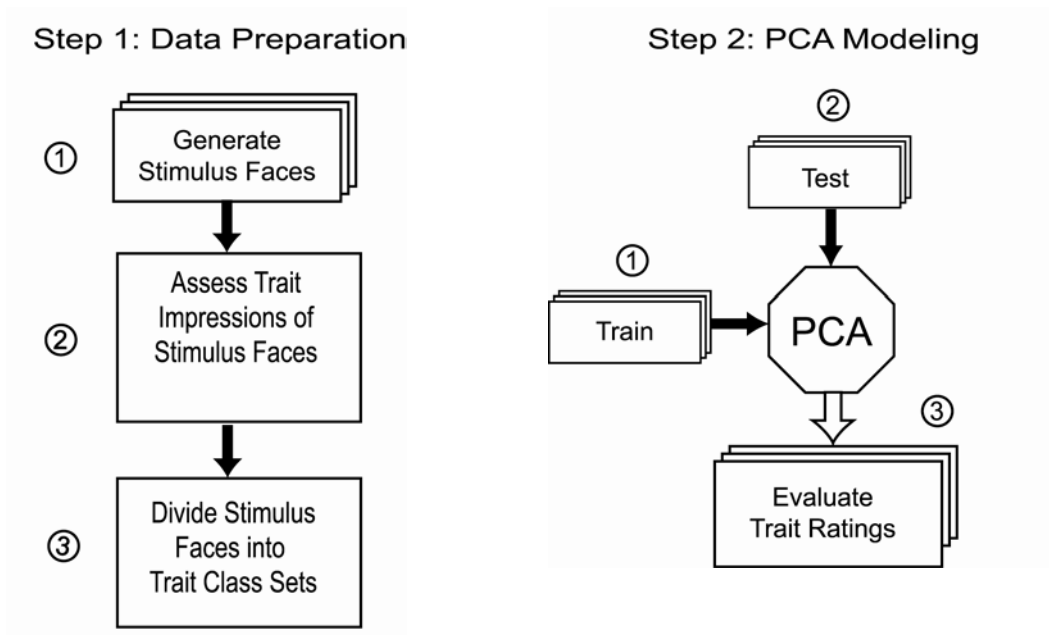 Step 1: Data Preparation
①
Generate
Stimulus Faces
②
Assess Trait
Impressions of
Stimulus Faces
③
Divide Stimulus
Faces into
Trait Class Sets
Step 2: PCA Modeling
②
Test
①
Train
PCA
③
Evaluate
Trait Ratings